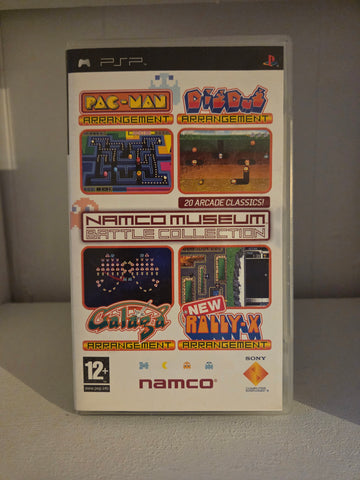 PSP
PAC-MAN
ARRANGEMENT
DIG DUG
ARRANGEMENT
20 ARCADE CLASSICS!
NAMCO MUSEUM
BATTLE COLLECTION
Galaga
ARRANGEMENT
NEW
RALLY-X
ARRANGEMENT
12+
www.pegi.info
namco
SONY
COMPUTER
ENTERTAINMENT